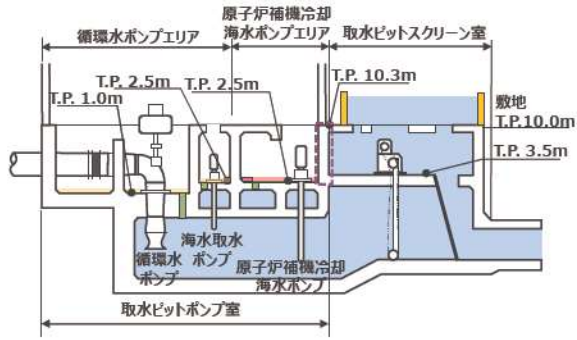 循環水ポンプエリア
原子炉補機冷却
海水ポンプエリア
取水ピットスクリーン室
T.P. 1.0m
T.P. 2.5m
T.P. 2.5m
T.P. 10.3m
敷地
T.P.10.0m
T.P. 3.5m
海水取水
ポンプ
循環水
ポンプ
原子炉補機冷却
海水ポンプ
取水ピットポンプ室